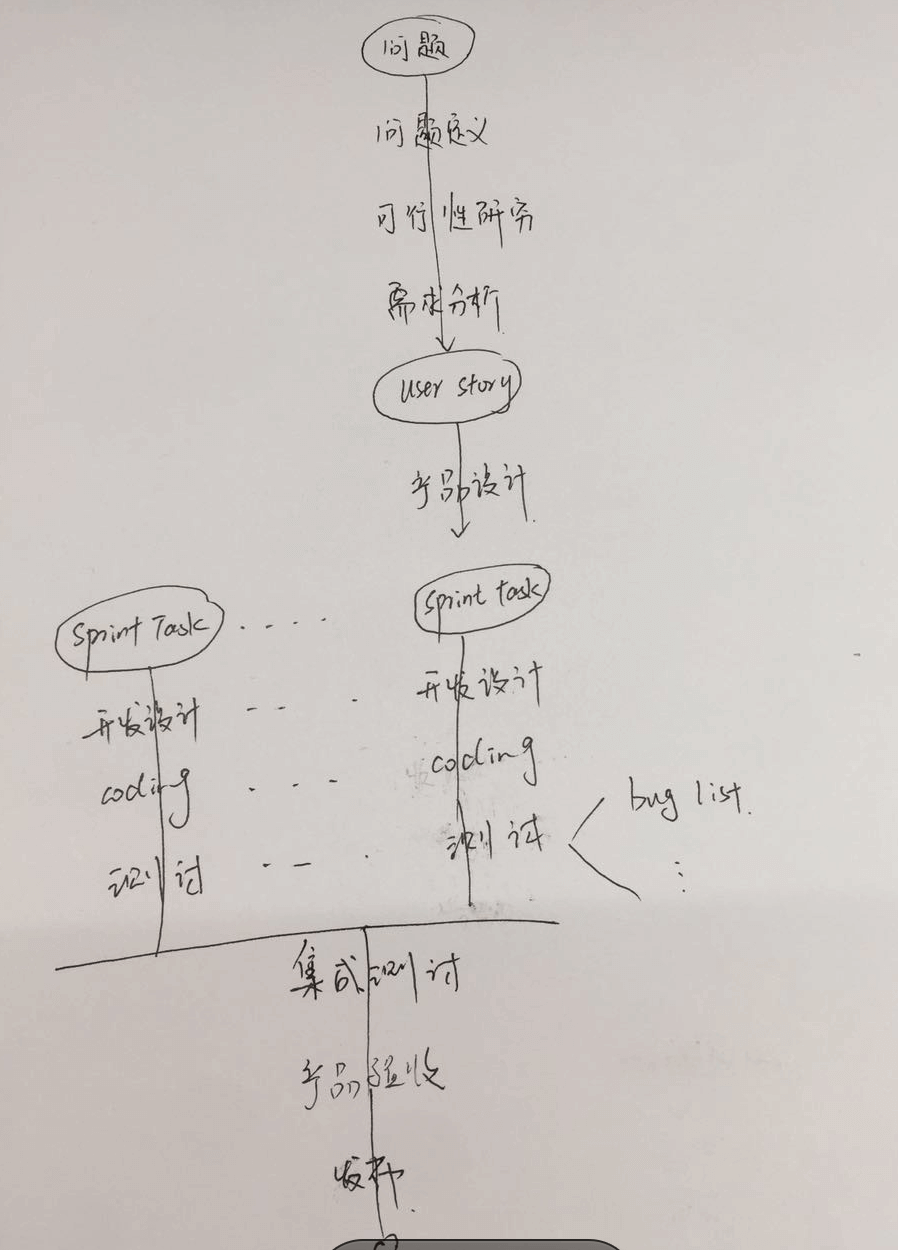 问题
问题定义
可行性研究
需求分析
User story
产品设计
Sprint Task
sprint task
开发设计
开发设计
coding
coding
测试
测试
bug list.
集成测试
产品验收
发布